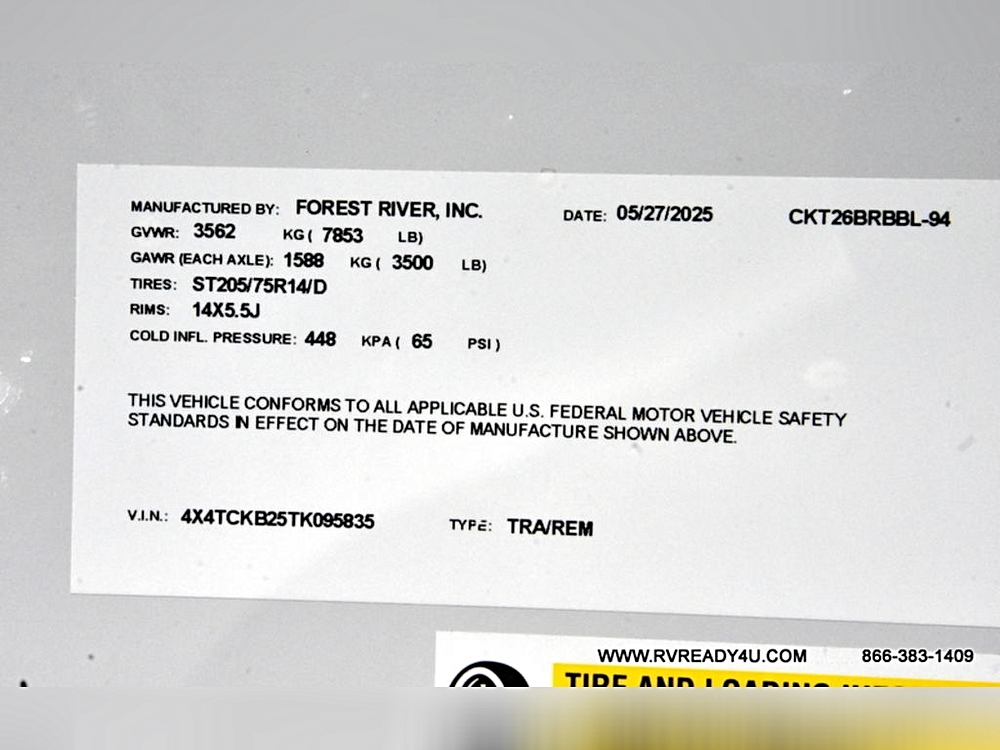 MANUFACTURED BY: FOREST RIVER, INC. DATE: 05/27/2025 CKT26BRBBL-94
GVWR: 3562 KG ( 7853 LB)
GAWR (EACH AXLE): 1588 KG ( 3500 LB)
TIRES: ST205/75R14/D
RIMS: 14X5.5J
COLD INFL. PRESSURE: 448 KPA ( 65 PSI )
THIS VEHICLE CONFORMS TO ALL APPLICABLE U.S. FEDERAL MOTOR VEHICLE SAFETY
STANDARDS IN EFFECT ON THE DATE OF MANUFACTURE SHOWN ABOVE.
V.I.N.: 4X4TCKB25TK095835 TYPE: TRA/REM
WWW.RVREADY4U.COM 866-383-1409
TIRE AND LOADING